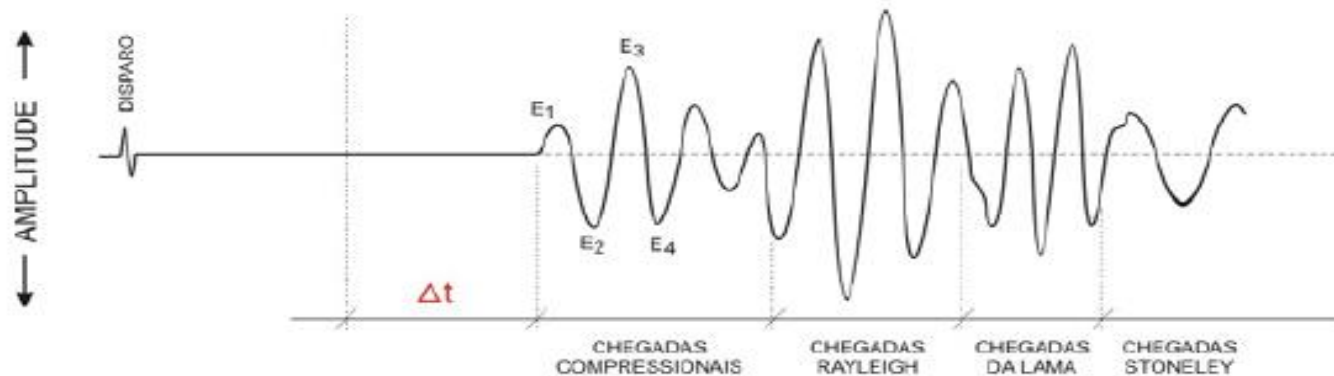 AMPLITUDE
DISPARO
E1
E2
E3
E4
Δt
CHEGADAS
COMPRESSIONAIS
CHEGADAS
RAYLEIGH
CHEGADAS
DA LAMA
CHEGADAS
STONELEY